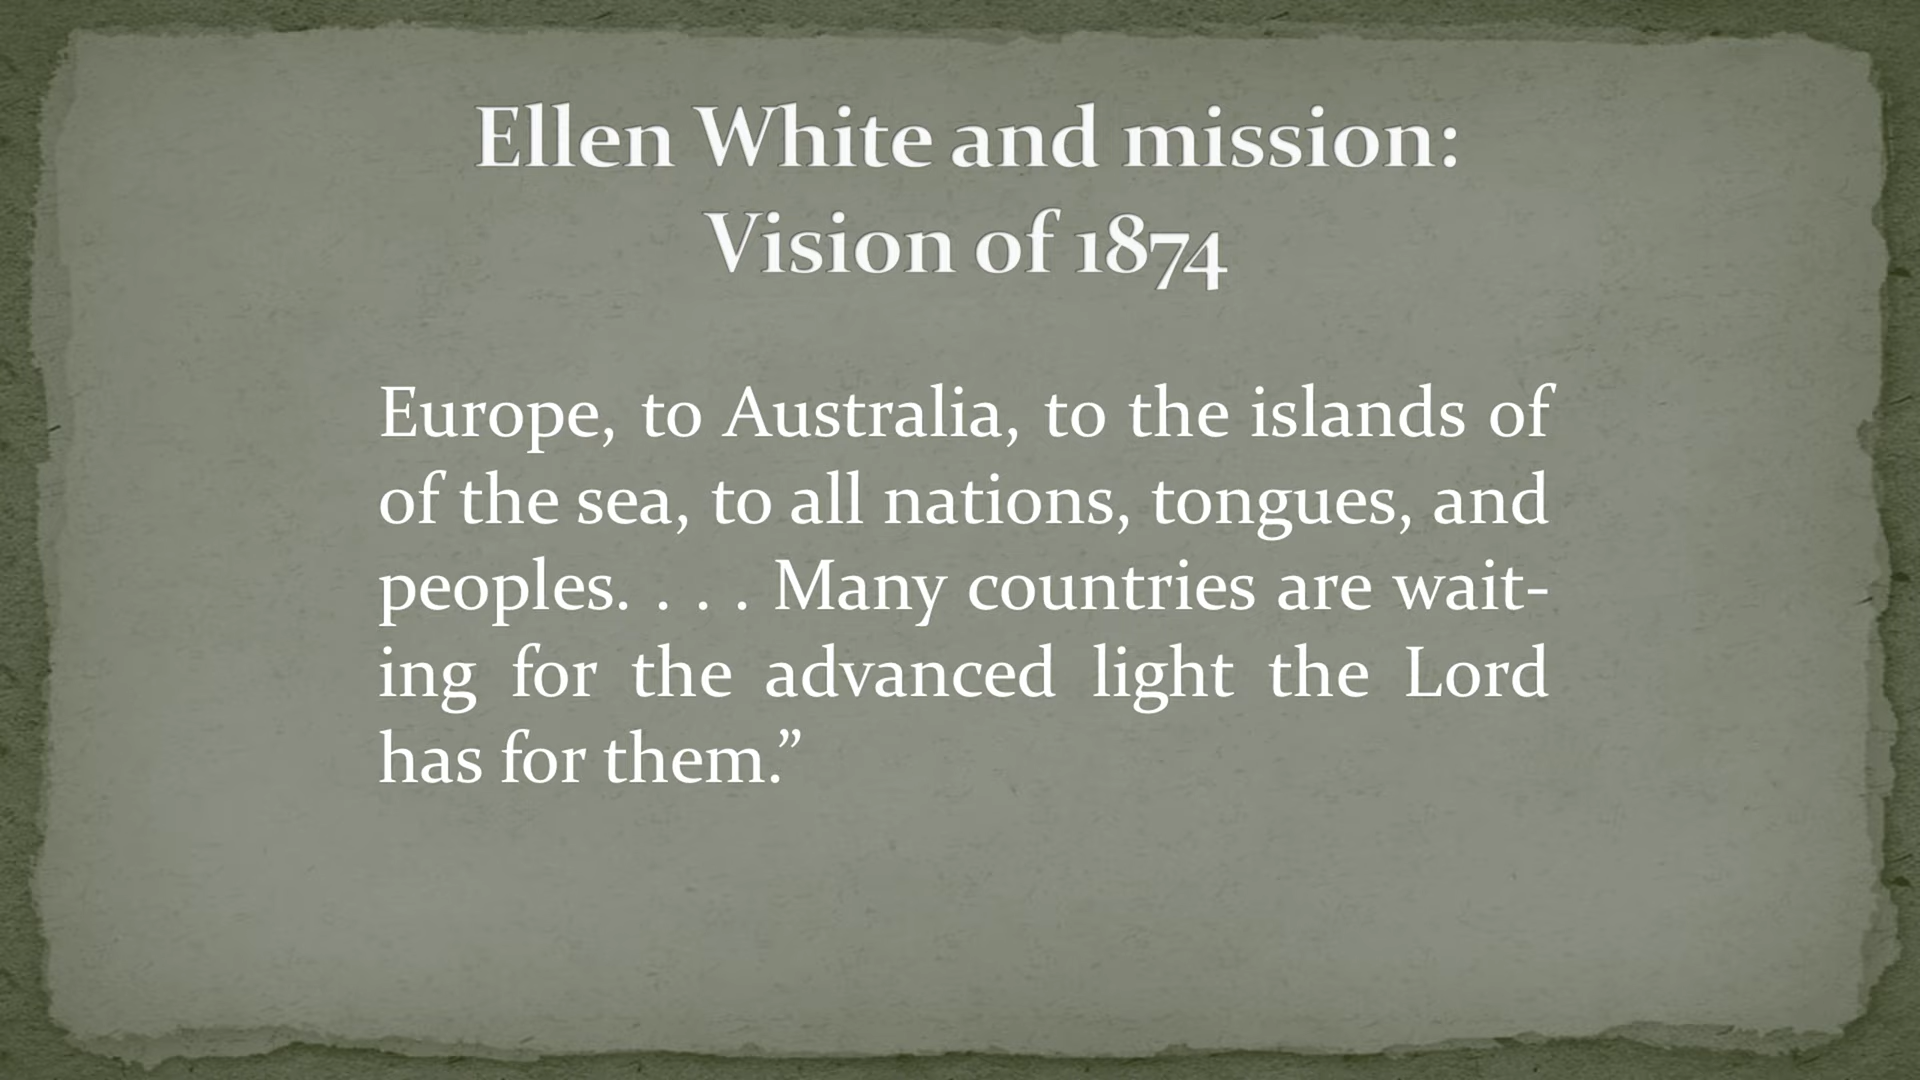 Ellen White and mission:
Vision of 1874
Europe, to Australia, to the islands of
of the sea, to all nations, tongues, and
peoples. . . . Many countries are wait-
ing for the advanced light the Lord
has for them.”